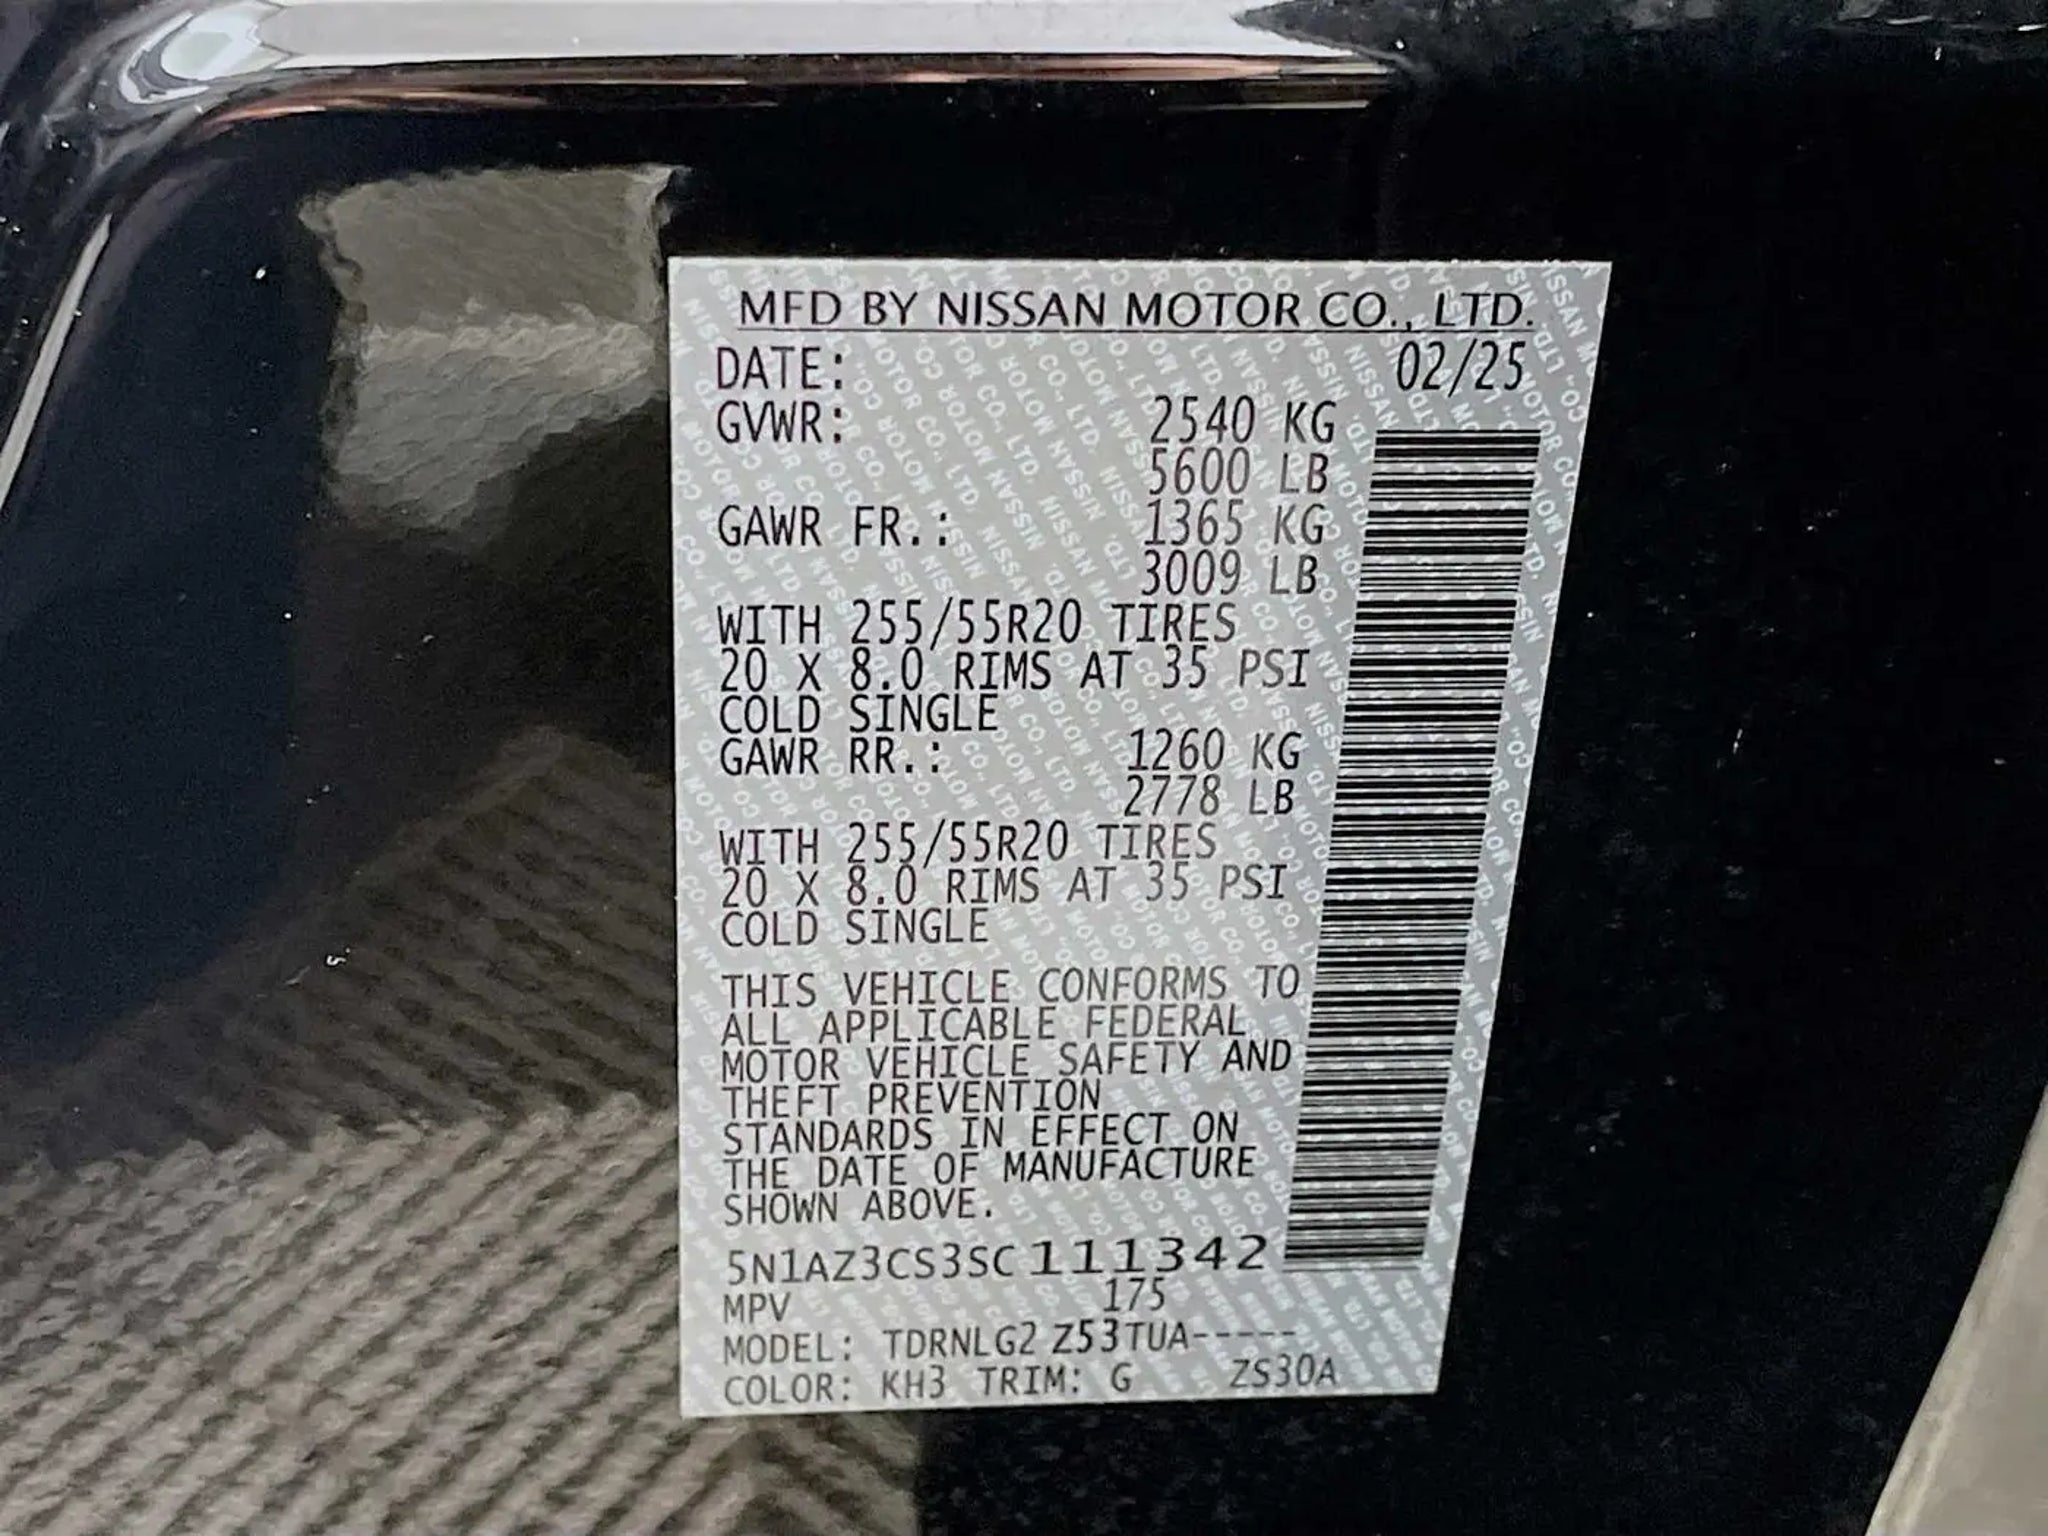 MFD BY NISSAN MOTOR CO., LTD.
DATE: 02/25
GVWR: 2540 KG
5600 LB
GAWR FR.: 1365 KG
3009 LB
WITH 255/55R20 TIRES
20 X 8.0 RIMS AT 35 PSI
COLD SINGLE
GAWR RR.: 1260 KG
2778 LB
WITH 255/55R20 TIRES
20 X 8.0 RIMS AT 35 PSI
COLD SINGLE
THIS VEHICLE CONFORMS TO
ALL APPLICABLE FEDERAL
MOTOR VEHICLE SAFETY AND
THEFT PREVENTION
STANDARDS IN EFFECT ON
THE DATE OF MANUFACTURE
SHOWN ABOVE.
5N1AZ3CS3SC111342
MPV 175
MODEL: TDRNLG2 Z53TUA-----
COLOR: KH3 TRIM: G ZS30A